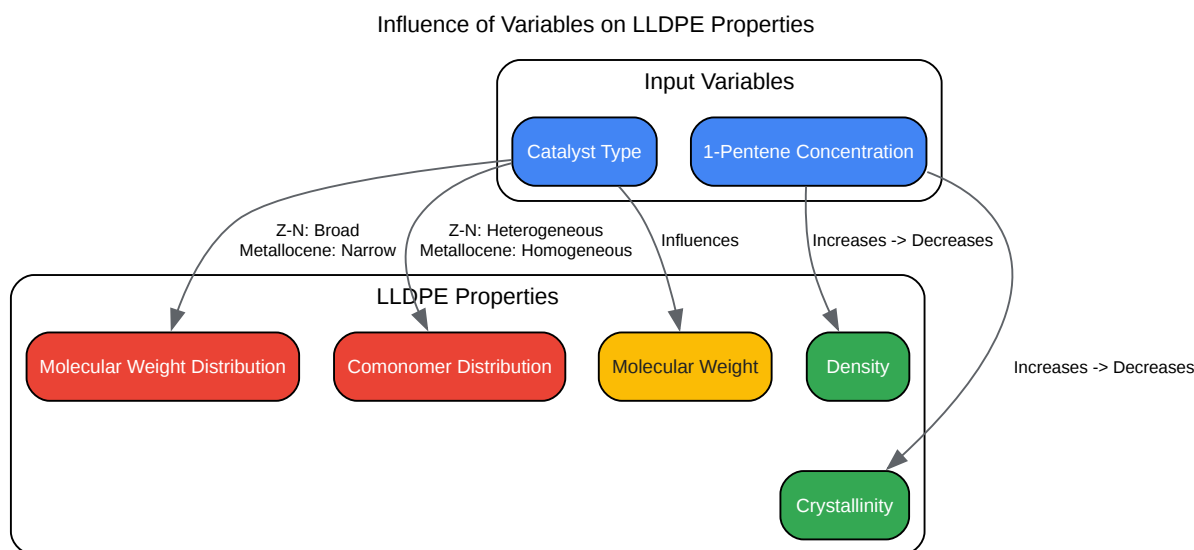 Influence of Variables on LLDPE Properties
Input Variables
Catalyst Type
1-Pentene Concentration
Z-N: Broad
Metallocene: Narrow
Z-N: Heterogeneous
Metallocene: Homogeneous
Influences
Increases -> Decreases
LLDPE Properties
Molecular Weight Distribution
Comonomer Distribution
Molecular Weight
Density
Increases -> Decreases
Crystallinity